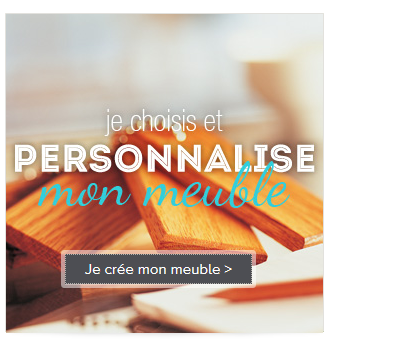 je choisis et
PERSONNALISE
mon meuble
Je crée mon meuble >